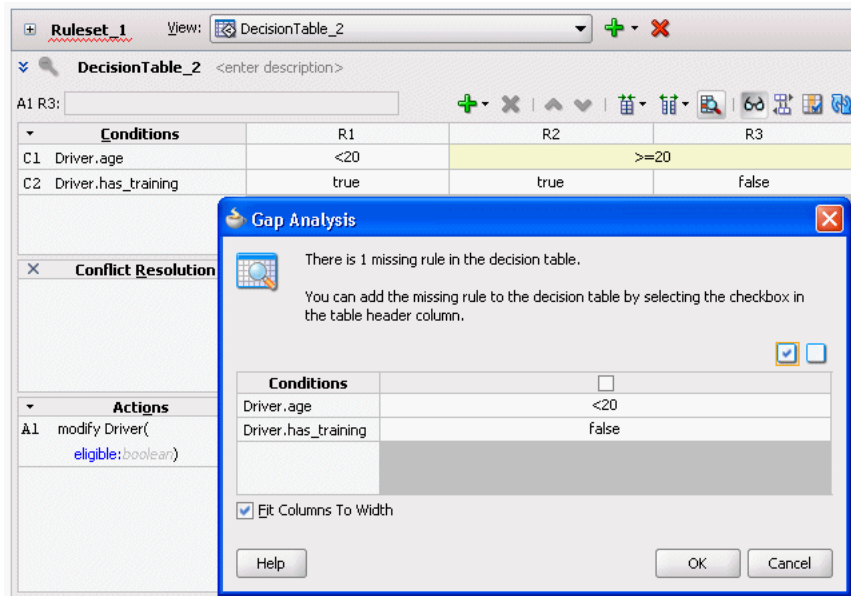 Ruleset_1 View: DecisionTable_2
DecisionTable_2 <enter description>
A1 R3:
Conditions R1 R2 R3
C1 Driver.age <20 >=20
C2 Driver.has_training true true false
Gap Analysis
There is 1 missing rule in the decision table.
You can add the missing rule to the decision table by selecting the checkbox in
the table header column.
Conflict Resolution
Conditions
Driver.age <20
Driver.has_training false
Actions
A1 modify Driver(
eligible:boolean)
Fit Columns To Width
Help OK Cancel